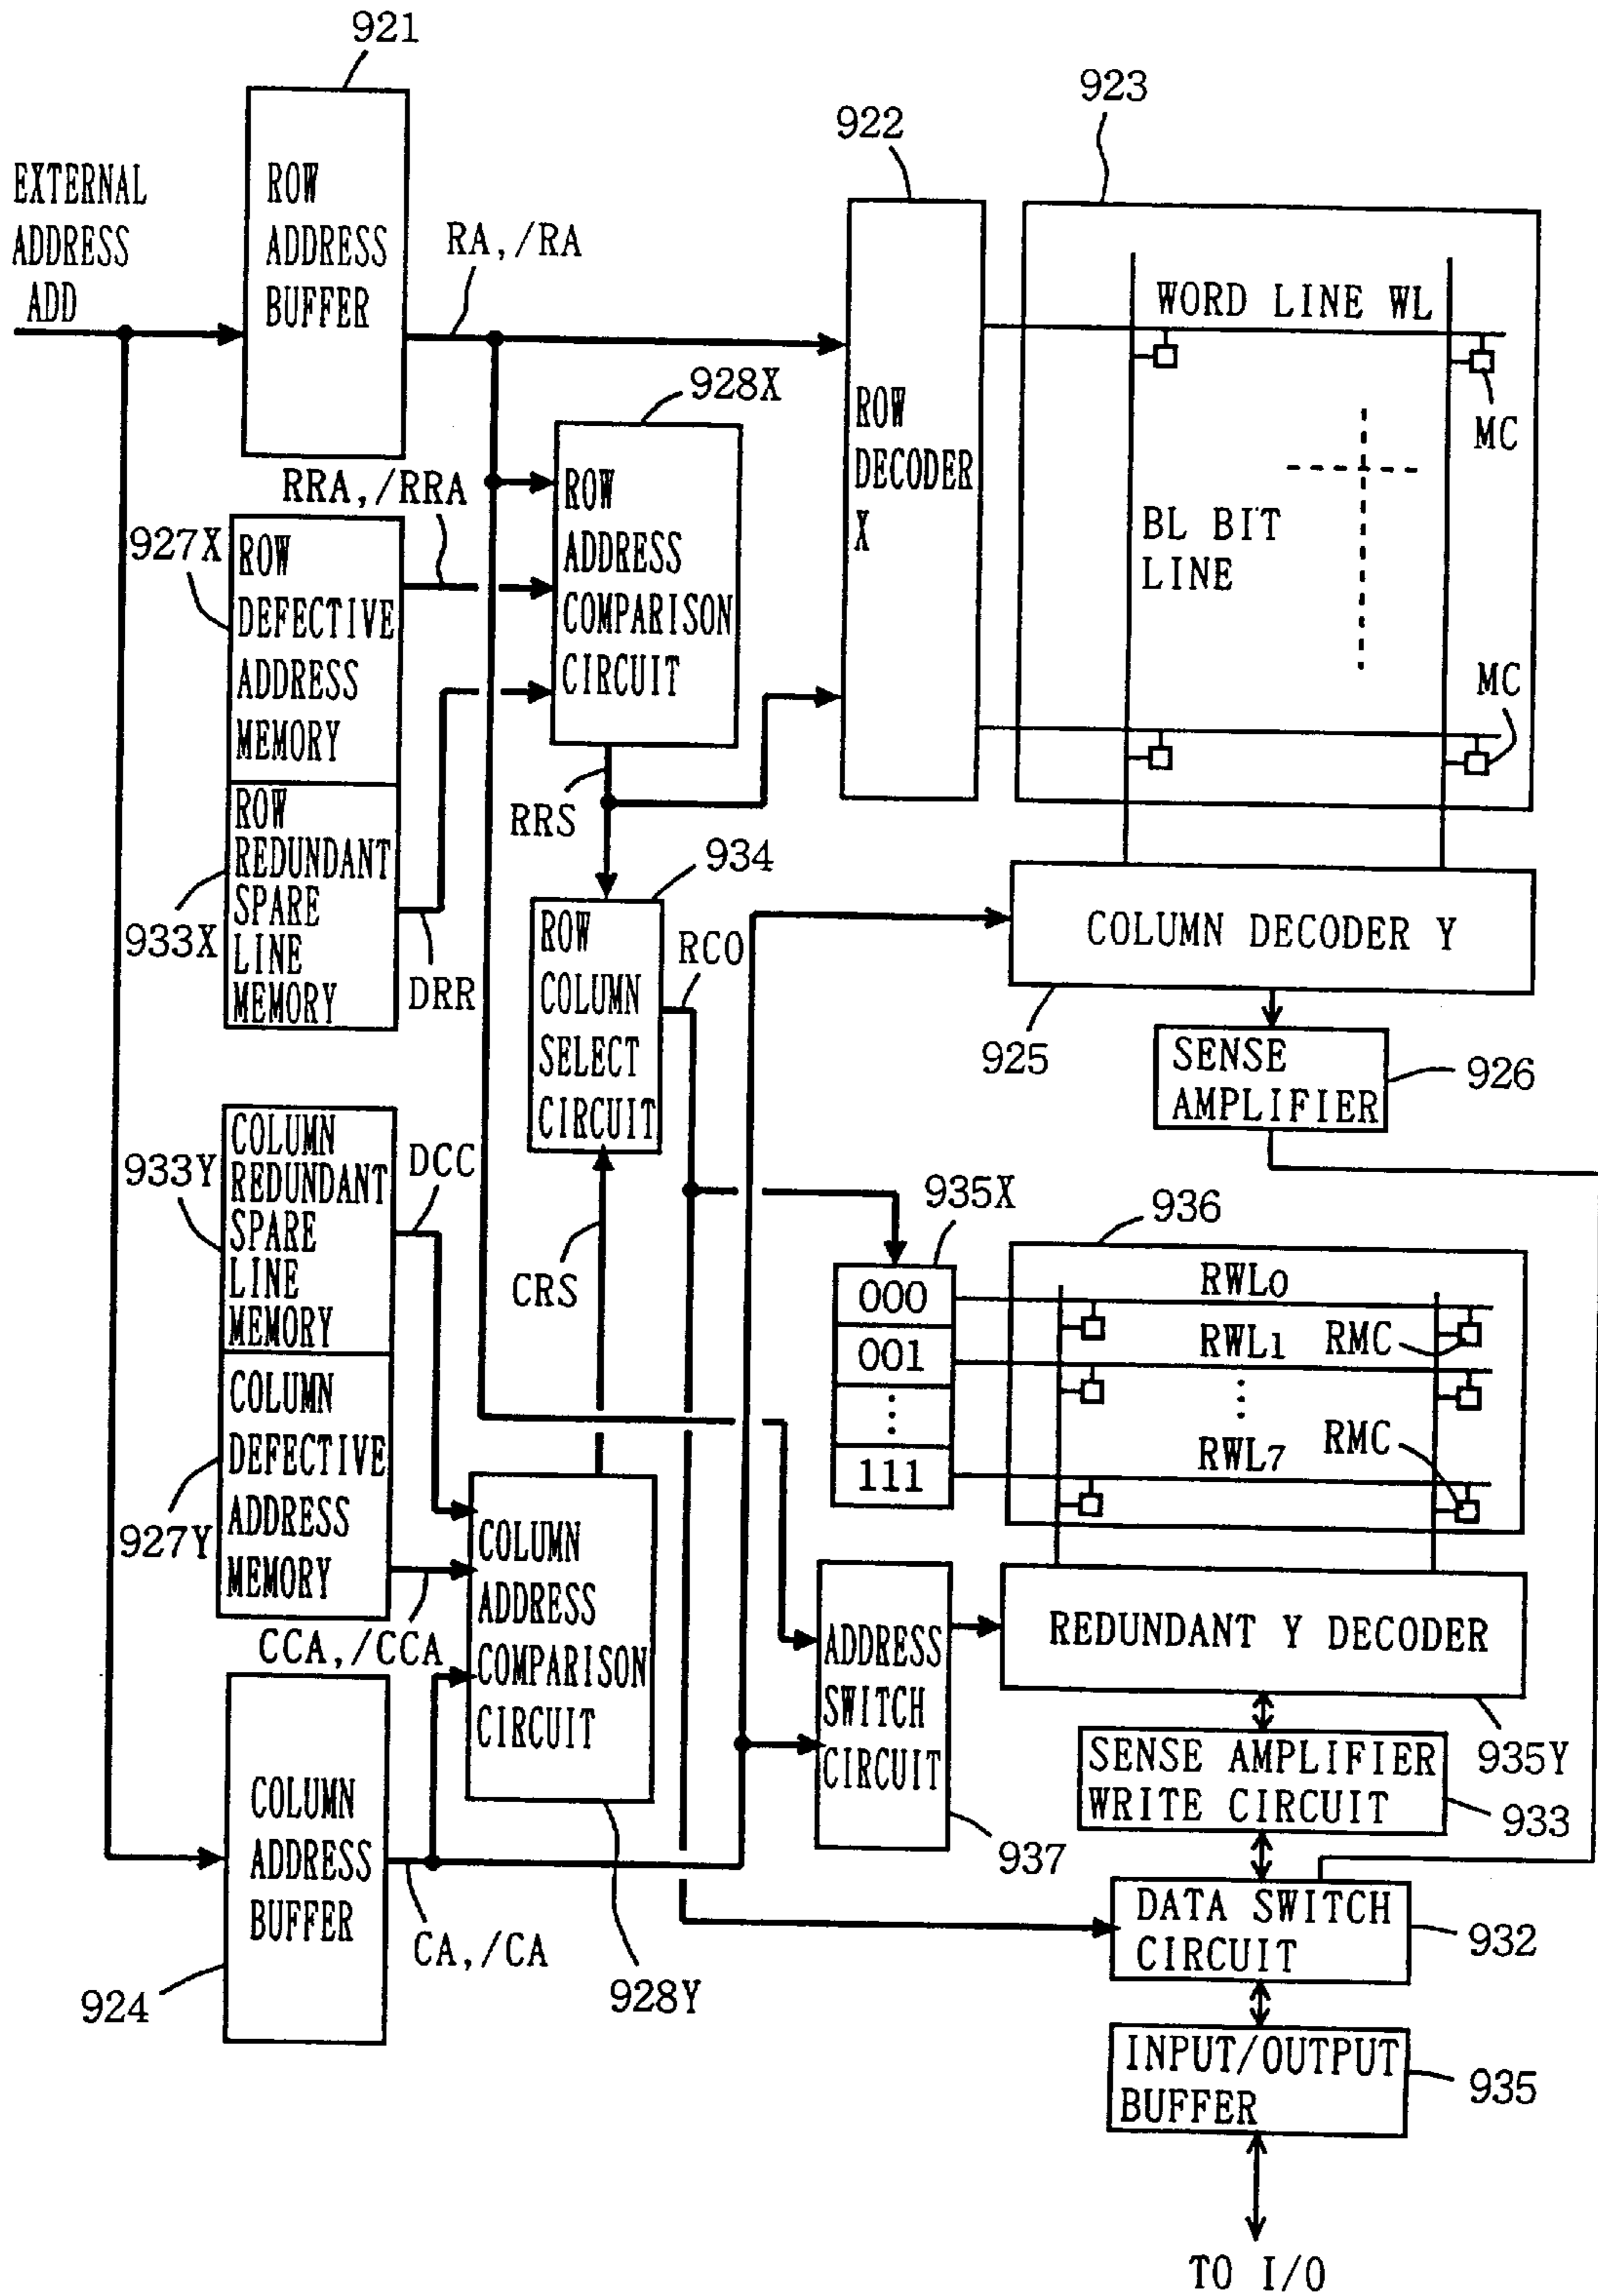 921
EXTERNAL
ADDRESS
ADD
ROW
ADDRESS
BUFFER
RA,/RA
922
ROW
DECODER
X
923
WORD LINE WL
MC
BL BIT
LINE
MC
928X
ROW
ADDRESS
COMPARISON
CIRCUIT
RRA,/RRA
927X
ROW
DEFECTIVE
ADDRESS
MEMORY
ROW
REDUNDANT
SPARE
LINE
MEMORY
933X
DRR
RRS
934
ROW
COLUMN
SELECT
CIRCUIT
RCO
COLUMN DECODER Y
925
SENSE
AMPLIFIER
926
COLUMN
REDUNDANT
SPARE
LINE
MEMORY
933Y
DCC
CRS
COLUMN
DEFECTIVE
ADDRESS
MEMORY
927Y
CCA,/CCA
COLUMN
ADDRESS
COMPARISON
CIRCUIT
928Y
935X
000
001
111
936
RWL0
RWL1
RMC
RWL7
RMC
ADDRESS
SWITCH
CIRCUIT
937
REDUNDANT Y DECODER
935Y
SENSE AMPLIFIER
WRITE CIRCUIT
933
COLUMN
ADDRESS
BUFFER
924
CA,/CA
DATA SWITCH
CIRCUIT
932
INPUT/OUTPUT
BUFFER
935
TO I/O